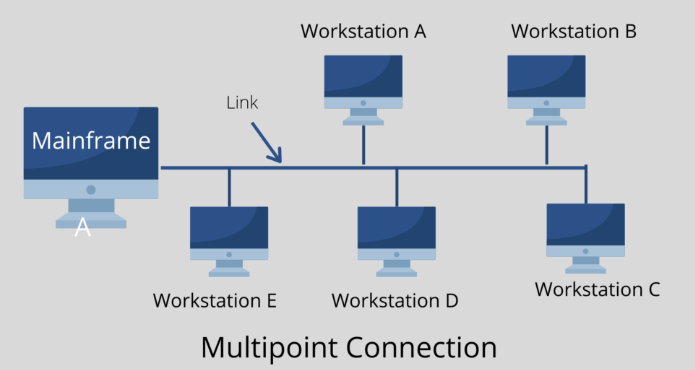 Workstation A
Workstation B
Link
Mainframe
A
Workstation E
Workstation D
Workstation C
Multipoint Connection